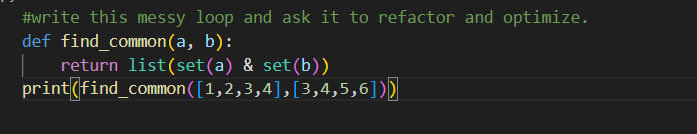 #write this messy loop and ask it to refactor and optimize.
def find_common(a, b):
    return list(set(a) & set(b))
print(find_common([1,2,3,4],[3,4,5,6]))